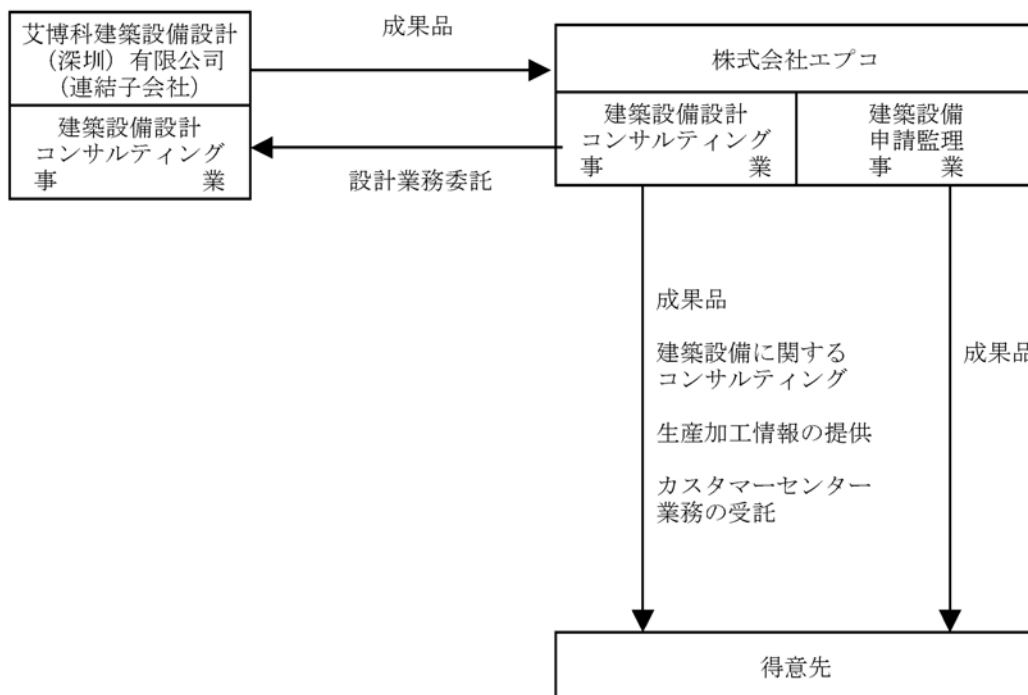 艾博科建築設備設計
（深圳）有限公司
（連結子会社）
建築設備設計
コンサルティング
事業
成果品
設計業務委託
株式会社エプコ
建築設備設計
コンサルティング
事業
建築設備
申請監理
事業
成果品
建築設備に関する
コンサルティング
生産加工情報の提供
カスタマーセンター
業務の受託
成果品
得意先